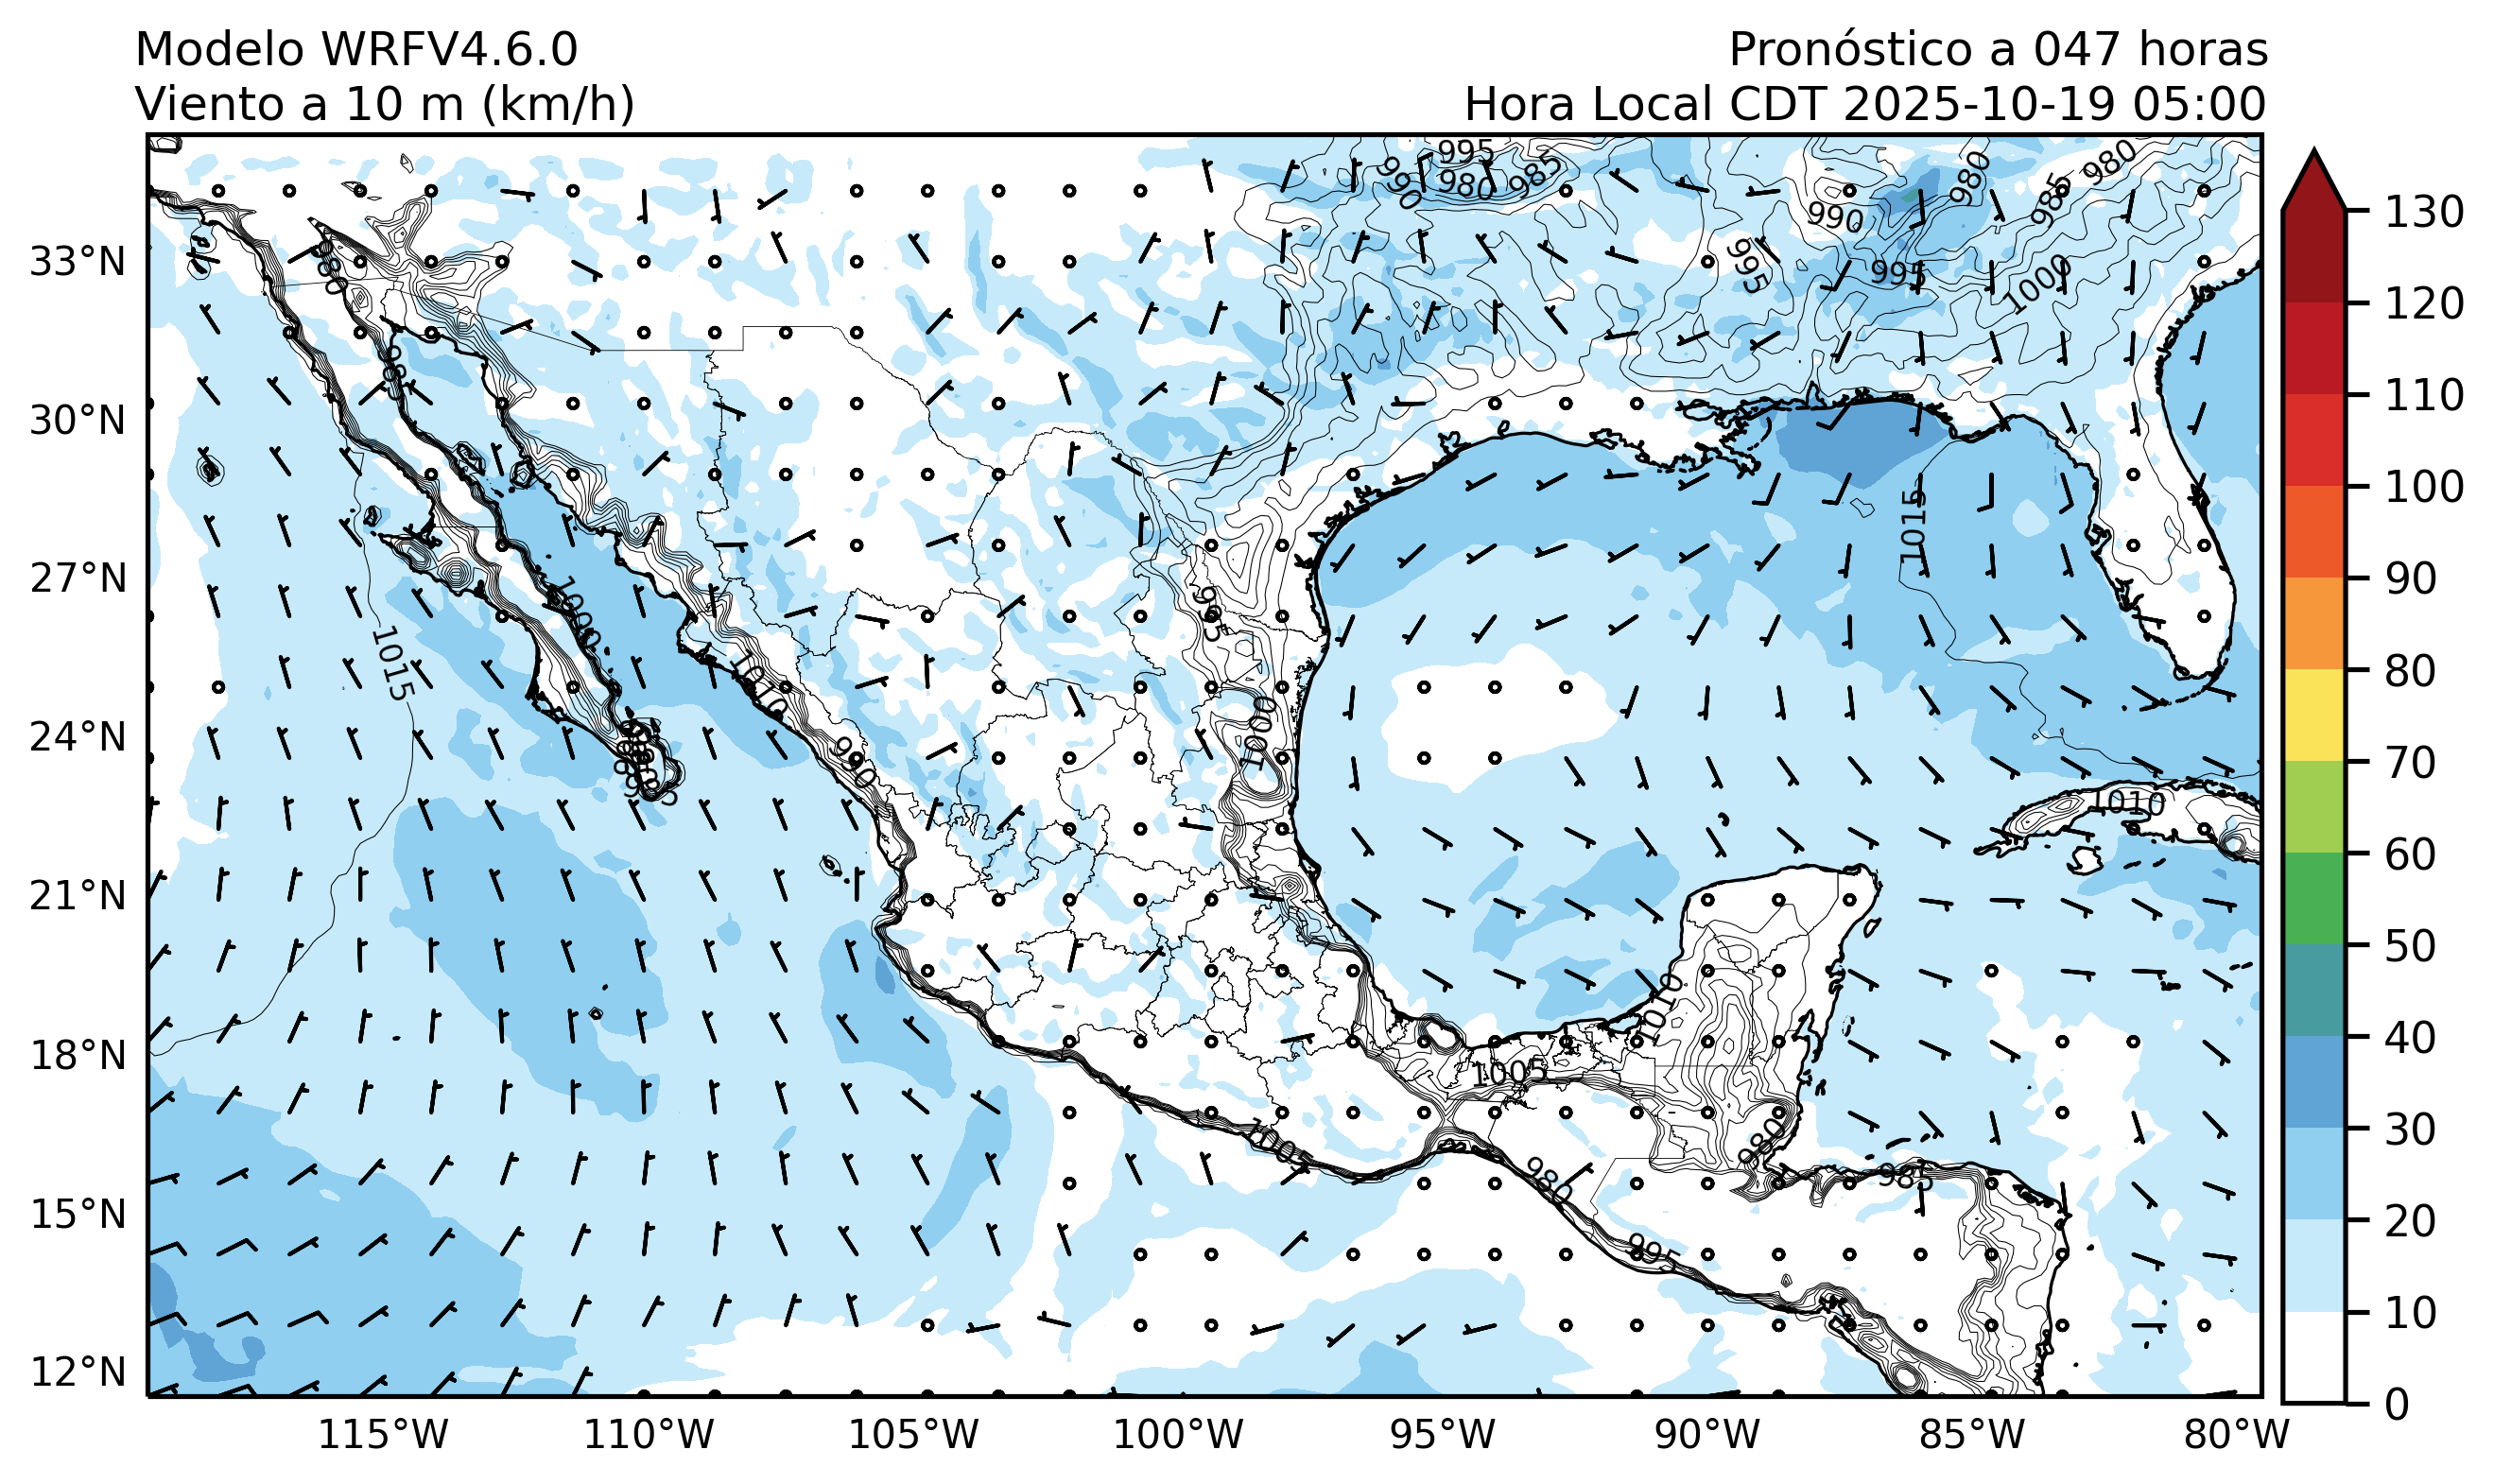 Modelo WRFV4.6.0
Pronóstico a 047 horas
Viento a 10 m (km/h)
Hora Local CDT 2025-10-19 05:00
995
990
980
985
980
985
980
990
995
995
1000
980
985
1015
1015
1000
995
1010
1000
990
1010
1010
1005
1005
980
985
980
995
33°N
30°N
27°N
24°N
21°N
18°N
15°N
12°N
115°W
110°W
105°W
100°W
95°W
90°W
85°W
80°W
130
120
110
100
90
80
70
60
50
40
30
20
10
0